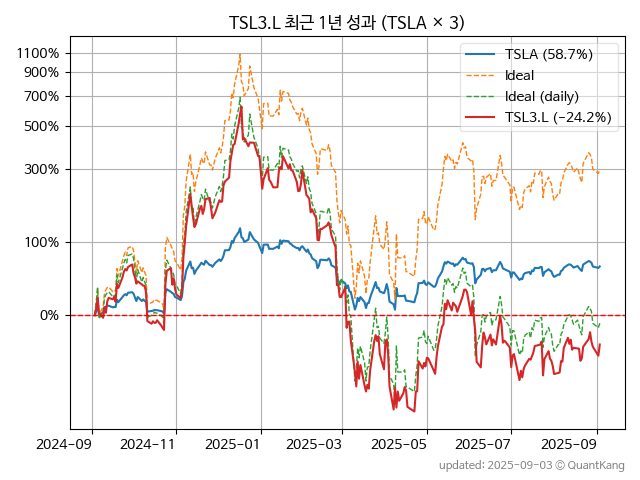 TSL3.L 최근 1년 성과 (TSLA × 3)
1100%
900%
700%
500%
300%
100%
0%
TSLA (58.7%)
Ideal
Ideal (daily)
TSL3.L (−24.2%)
2024-09 2024-11 2025-01 2025-03 2025-05 2025-07 2025-09
updated: 2025-09-03 © QuantKang